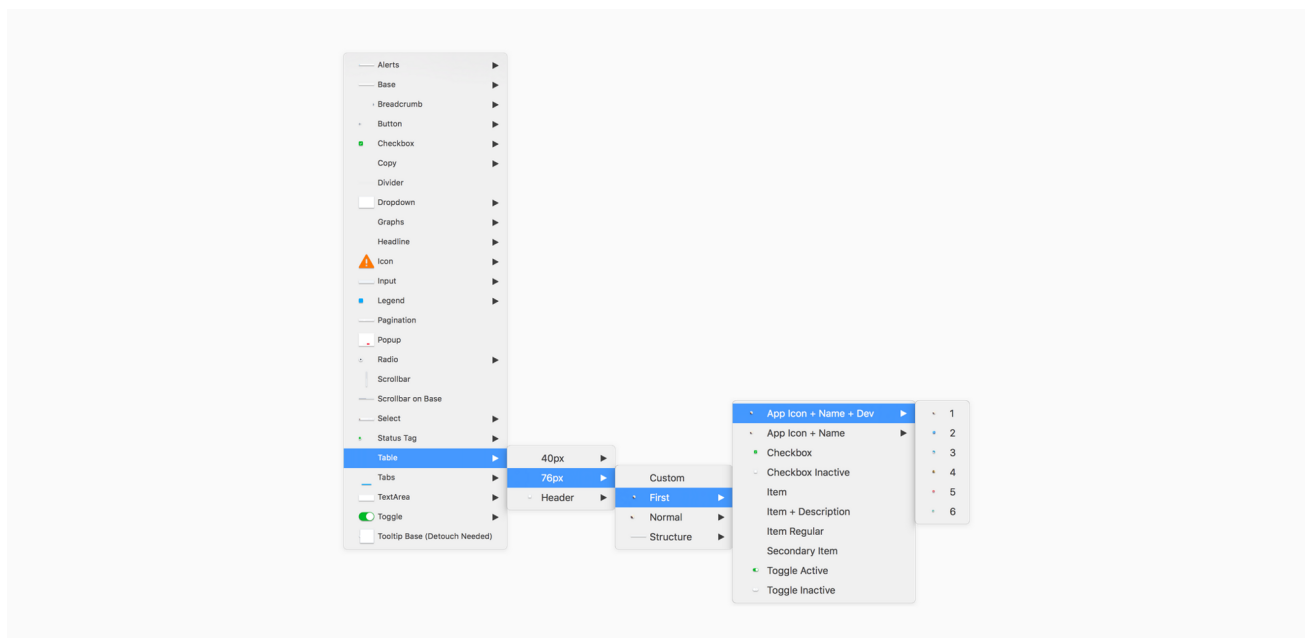 Alerts
Base
Breadcrumb
Button
Checkbox
Copy
Divider
Dropdown
Graphs
Headline
Icon
Input
Legend
Pagination
Popup
Radio
Scrollbar
Scrollbar on Base
Select
Status Tag
Table
Tabs
TextArea
Toggle
Tooltip Base (Detouch Needed)
40px
76px
Header
Custom
First
Normal
Structure
App Icon + Name + Dev
App Icon + Name
Checkbox
Checkbox Inactive
Item
Item + Description
Item Regular
Secondary Item
Toggle Active
Toggle Inactive
1
2
3
4
5
6